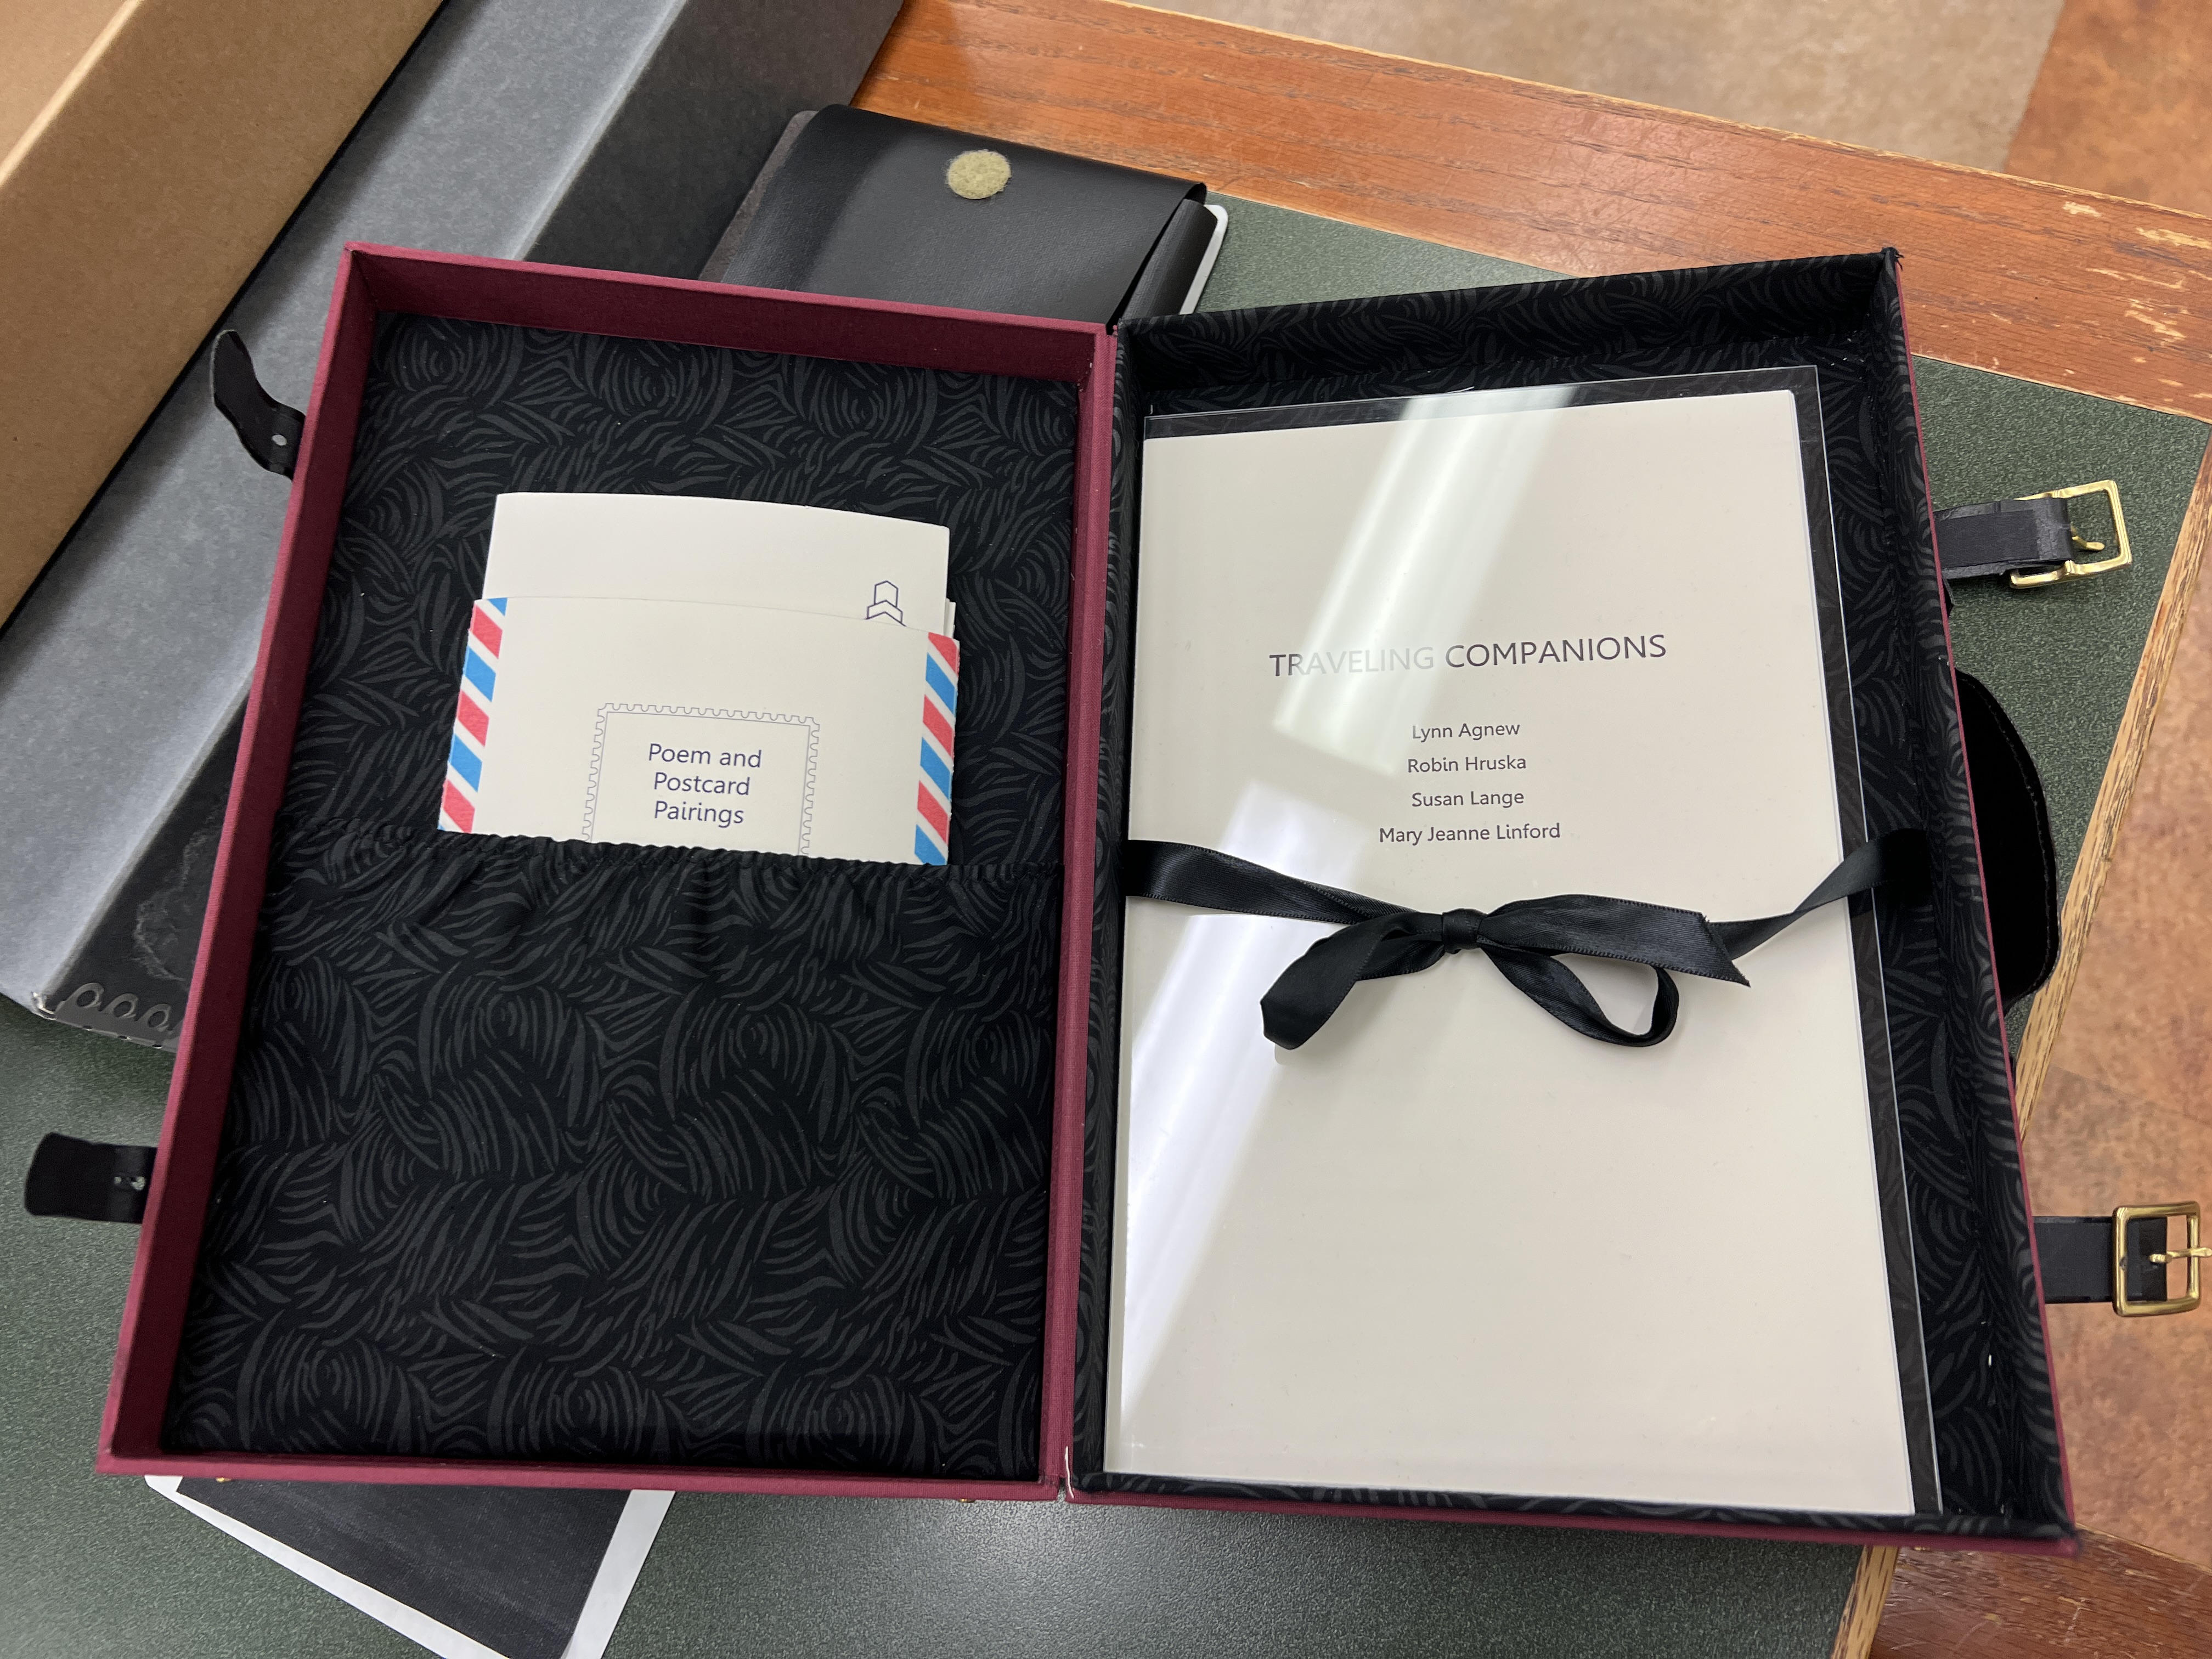 Poem and
Postcard
Pairings
TRAVELING COMPANIONS
Lynn Agnew
Robin Hruska
Susan Lange
Mary Jeanne Linford